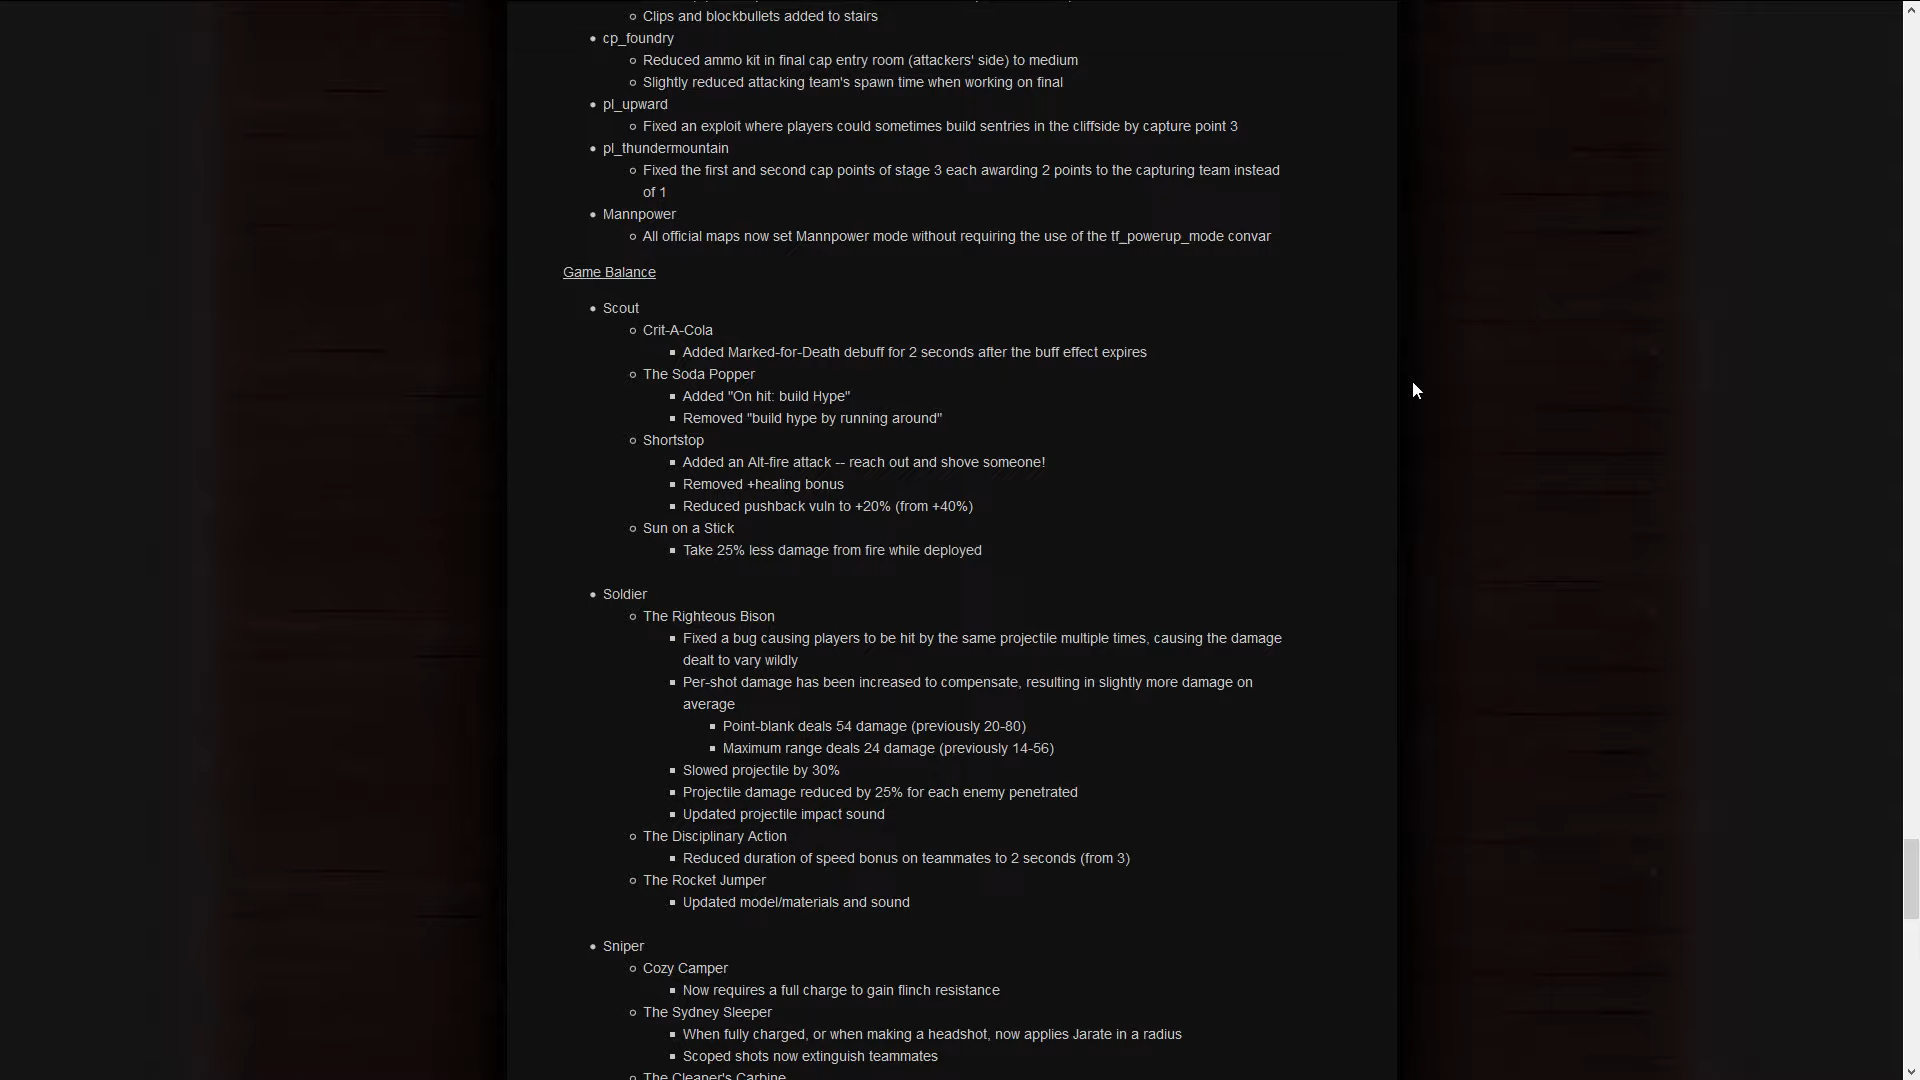 Clips and blockbullets added to stairs
cp_foundry
Reduced ammo kit in final cap entry room (attackers' side) to medium
Slightly reduced attacking team's spawn time when working on final
pl_upward
Fixed an exploit where players could sometimes build sentries in the cliffside by capture point 3
pl_thundermountain
Fixed the first and second cap points of stage 3 each awarding 2 points to the capturing team instead
of 1
Mannpower
All official maps now set Mannpower mode without requiring the use of the tf_powerup_mode convar
Game Balance
Scout
Crit-A-Cola
Added Marked-for-Death debuff for 2 seconds after the buff effect expires
The Soda Popper
Added "On hit: build Hype"
Removed "build hype by running around"
Shortstop
Added an Alt-fire attack -- reach out and shove someone!
Removed +healing bonus
Reduced pushback vuln to +20% (from +40%)
Sun on a Stick
Take 25% less damage from fire while deployed
Soldier
The Righteous Bison
Fixed a bug causing players to be hit by the same projectile multiple times, causing the damage
dealt to vary wildly
Per-shot damage has been increased to compensate, resulting in slightly more damage on
average
Point-blank deals 54 damage (previously 20-80)
Maximum range deals 24 damage (previously 14-56)
Slowed projectile by 30%
Projectile damage reduced by 25% for each enemy penetrated
Updated projectile impact sound
The Disciplinary Action
Reduced duration of speed bonus on teammates to 2 seconds (from 3)
The Rocket Jumper
Updated model/materials and sound
Sniper
Cozy Camper
Now requires a full charge to gain flinch resistance
The Sydney Sleeper
When fully charged, or when making a headshot, now applies Jarate in a radius
Scoped shots now extinguish teammates
The Cleaner's Carbine